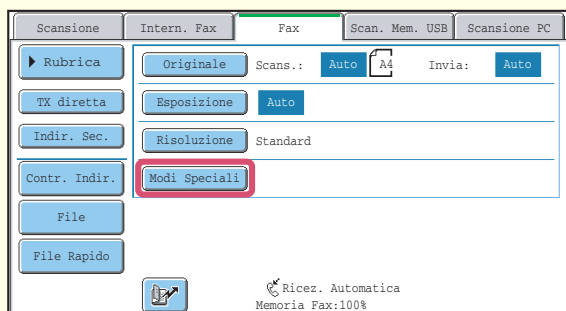 Scansione Intern. Fax Fax Scan. Mem. USB Scansione PC
Rubrica
Originale Scans.: Auto A4 Invia: Auto
TX diretta
Esposizione Auto
Indir. Sec.
Risoluzione Standard
Contr. Indir.
Modi Speciali
File
File Rapido
Ricez. Automatica
Memoria Fax:100%